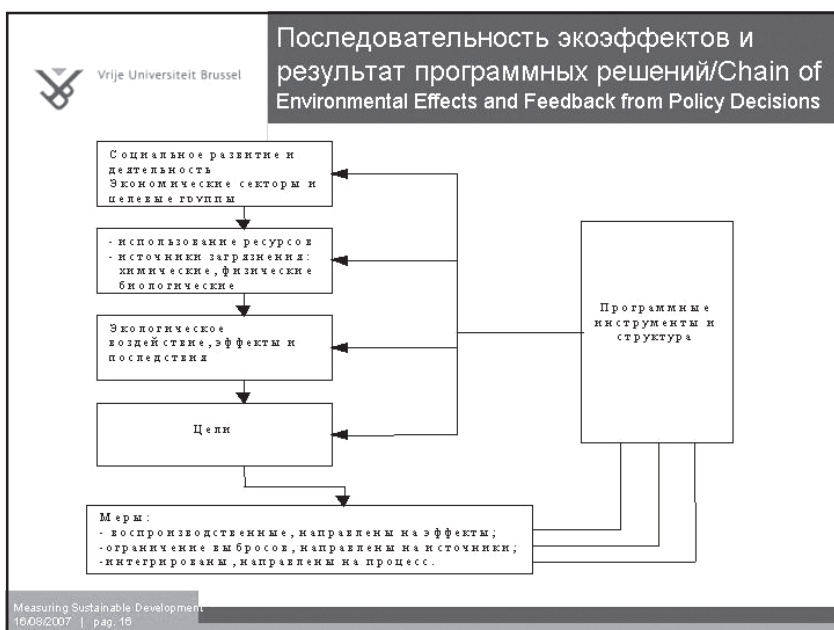 Vrije Universiteit Brussel
Последовательность экоэффектов и
результат программных решений/Chain of
Environmental Effects and Feedback from Policy Decisions
Социальное развитие и
деятельность
Экономические секторы и
целевые группы
- использование ресурсов
- источники загрязнения:
химические, физические
биологические
Экологическое
воздействие, эффекты и
последствия
Цели
Программные
инструменты и
структура
Меры:
- воспроизводственные, направлены на эффекты;
-ограничение выбросов, направлены на источники;
-интегрированы, направлены на процесс.
Measuring Sustainable Development
16/08/2007 | pag. 16